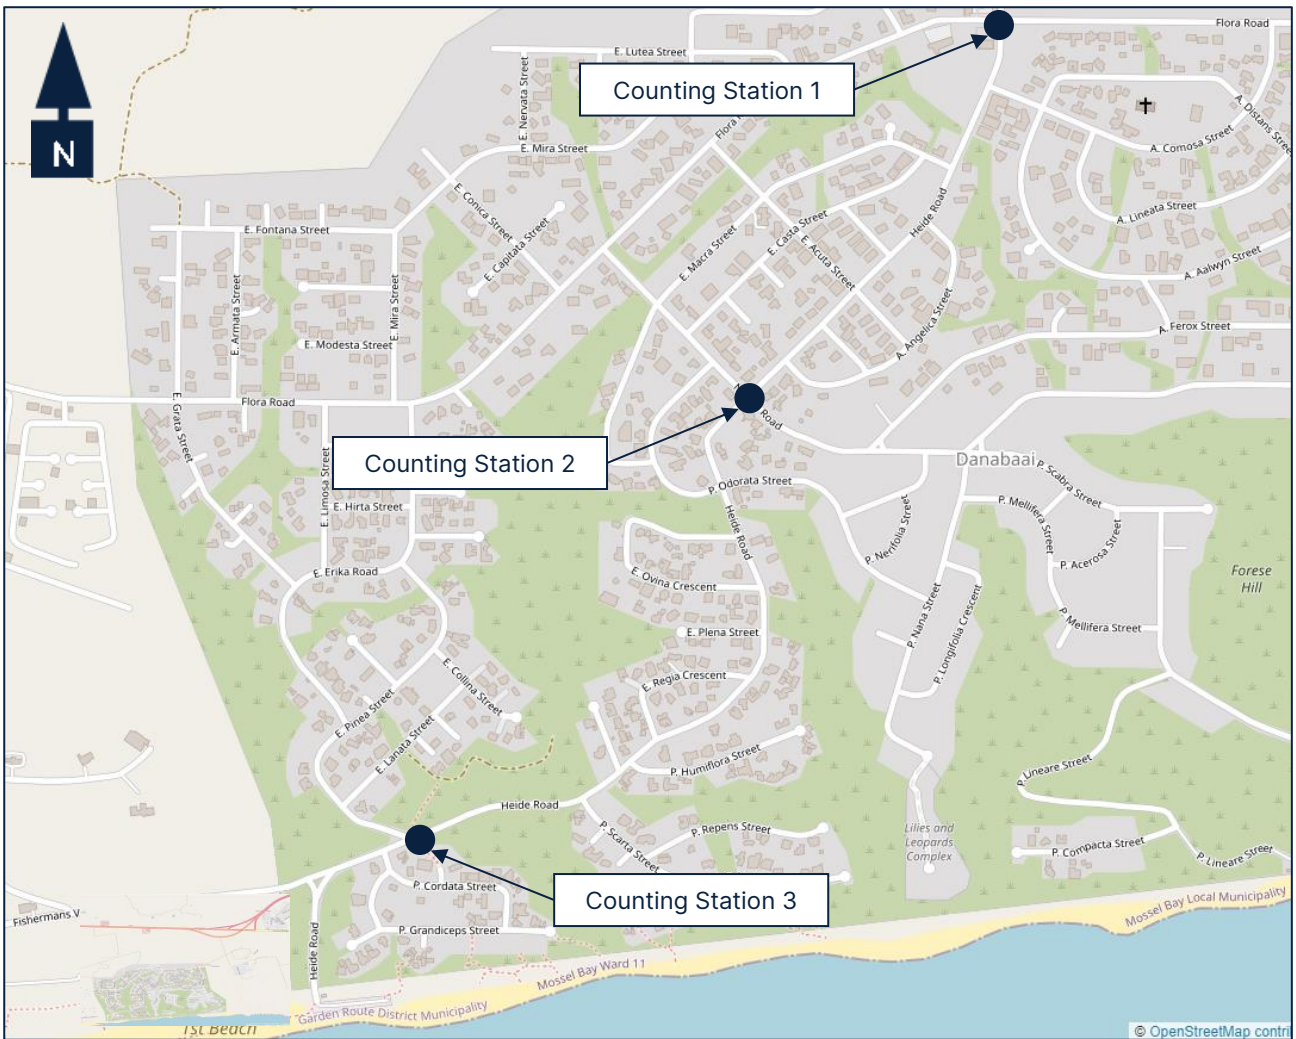 Flora Road
E. Lutea Street
Counting Station 1
E. Nervata Street
Flora
A. Distans Stree
E. Mira Street
A. Comosa Street
N
E. Conica Street
E. Capitata Street
Heide Road
A. Lineata Street
E. Casta Street
E. Fontana Street
E. Macra Street
E. Acuta Street
A. Aalwyn Street
E. Armata Street
E. Mira Street
A. Angelica Street
A. Ferox Street
E. Modesta Street
Flora Road
E. Grata Street
Road
Counting Station 2
Danabaai
E. Limosa Street
P. Odorata Street
P. Scabra Street
E. Hirta Street
Heide Road
P. Nerifolia Street
P. Mellifera Street
P. Acerosa Street
E. Erika Road
E. Ovina Crescent
Forese
Hill
P. Nana Street
P. Longifolia Crescent
E. Plena Street
P. Mellifera Street
E. Collina Street
E. Regia Crescent
E. Pinea Street
E. Lanata Street
P. Humiflora Street
P. Lineare Street
Heide Road
P. Scarta Street
P. Repens Street
Lilies and
Leopards
Complex
P. Compacta Street
P. Lineare Street
Counting Station 3
P. Cordata Street
Fishermans V
P. Grandiceps Street
Heide Road
Mossel Bay Local Municipality
Mossel Bay Ward 11
Garden Route District Municipality
1st Beach
© OpenStreetMap contri